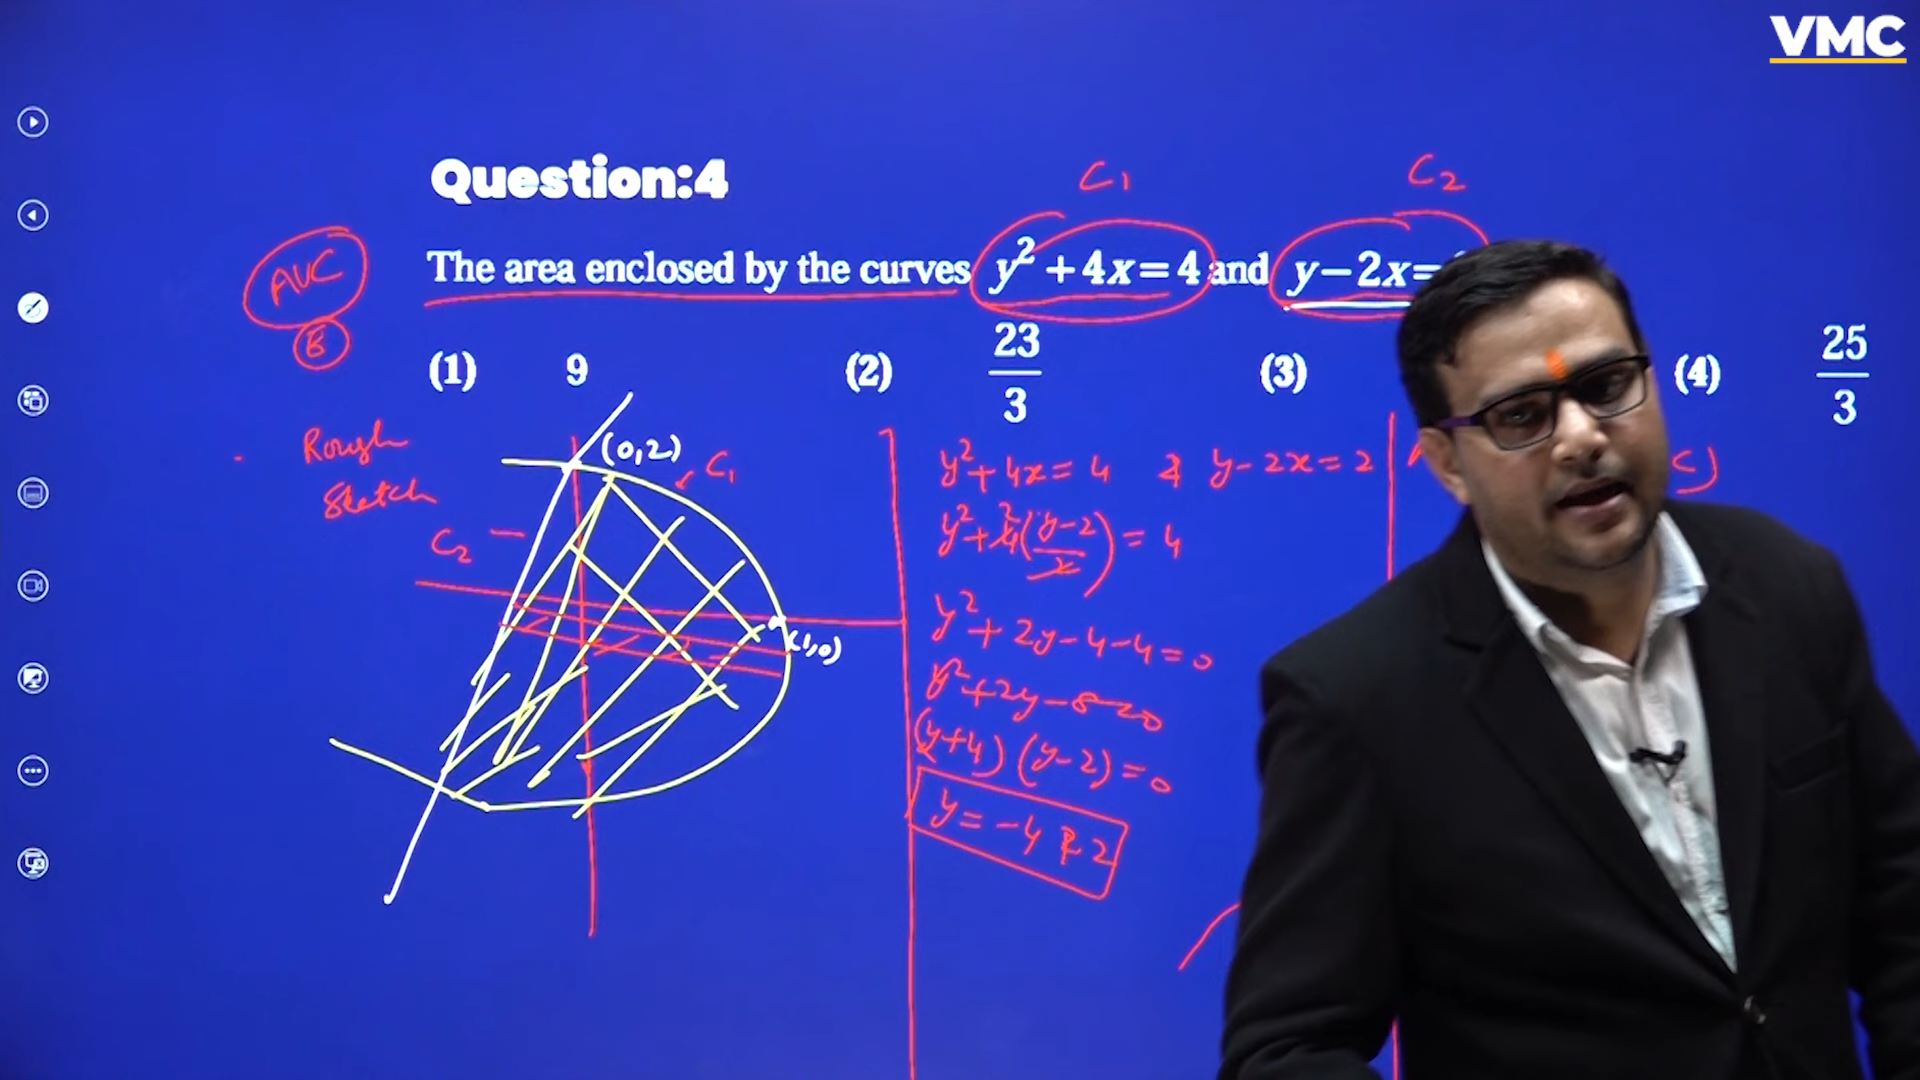 VMC
Question:4
C₁
C₂
AUC
The area enclosed by the curves y² + 4x = 4 and y − 2x =
(1) 9 (2) 23/3 (3) (4) 25/3
Rough
Sketch
(0,2)
C₁
C₂
(1,0)
y² + 4x = 4 & y - 2x = 2
y² + 4²(y-2/2) = 4
y² + 2y - 4 - 4 = 0
y² + 2y - 8 = 0
(y+4) (y-2) = 0
y = -4 & 2